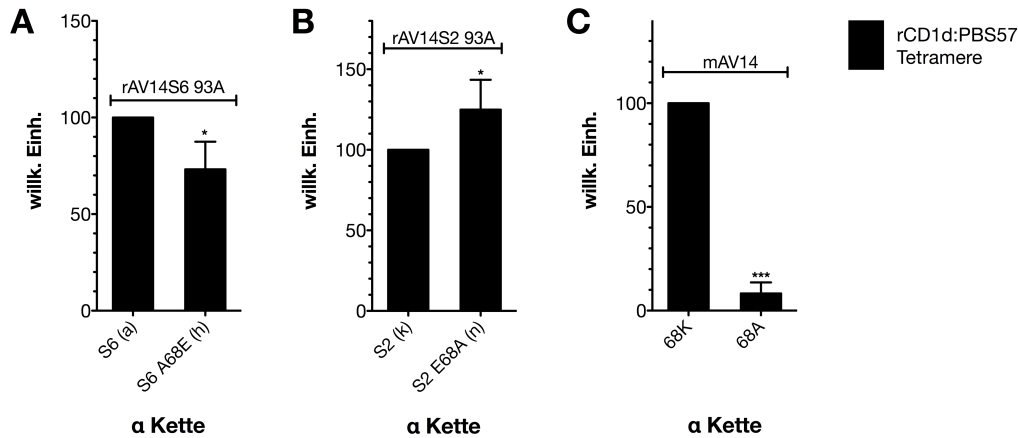 A
150
100
50
0
willk. Einh.
rAV14S6 93A
*
S6 (a)
S6 A68E (h)
α Kette
B
150
100
50
0
willk. Einh.
rAV14S2 93A
*
S2 (k)
S2 E68A (n)
α Kette
C
100
50
0
willk. Einh.
mAV14
***
68K
68A
α Kette
rCD1d:PBS57
Tetramere